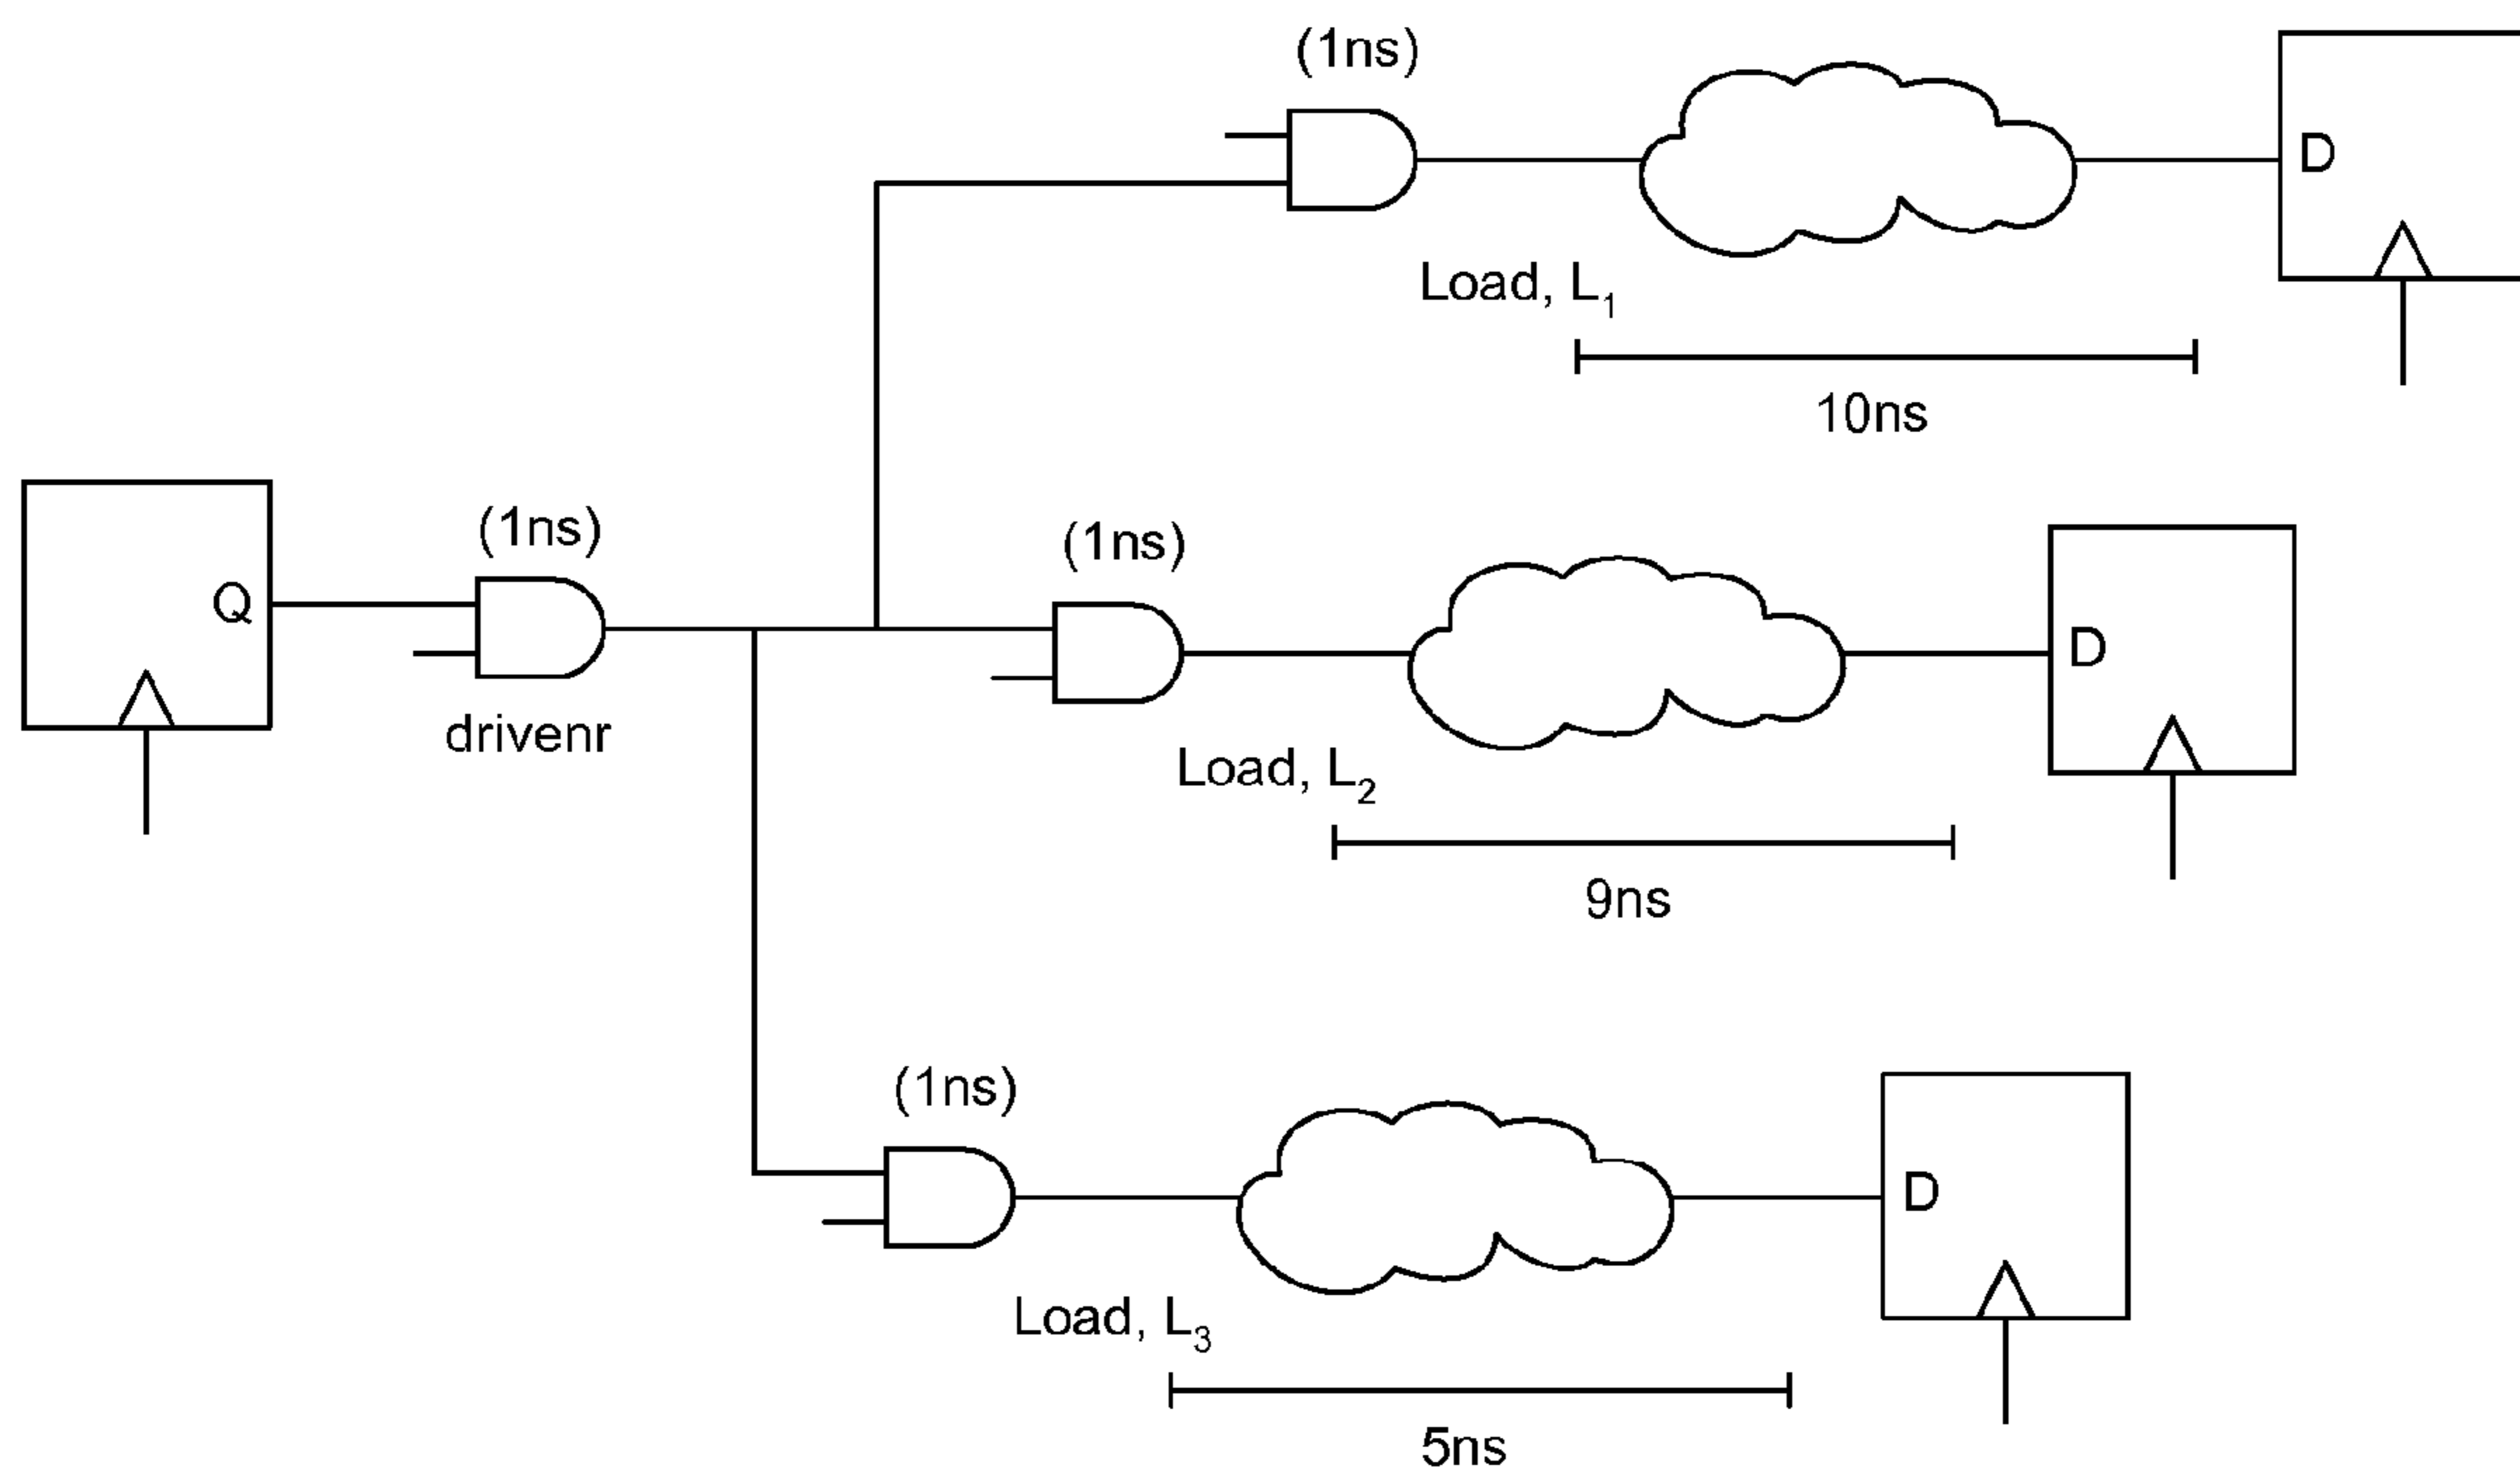 (1ns)
D
Load, L₁
10ns
Q
(1ns)
drivenr
(1ns)
D
Load, L₂
9ns
(1ns)
D
Load, L₃
5ns